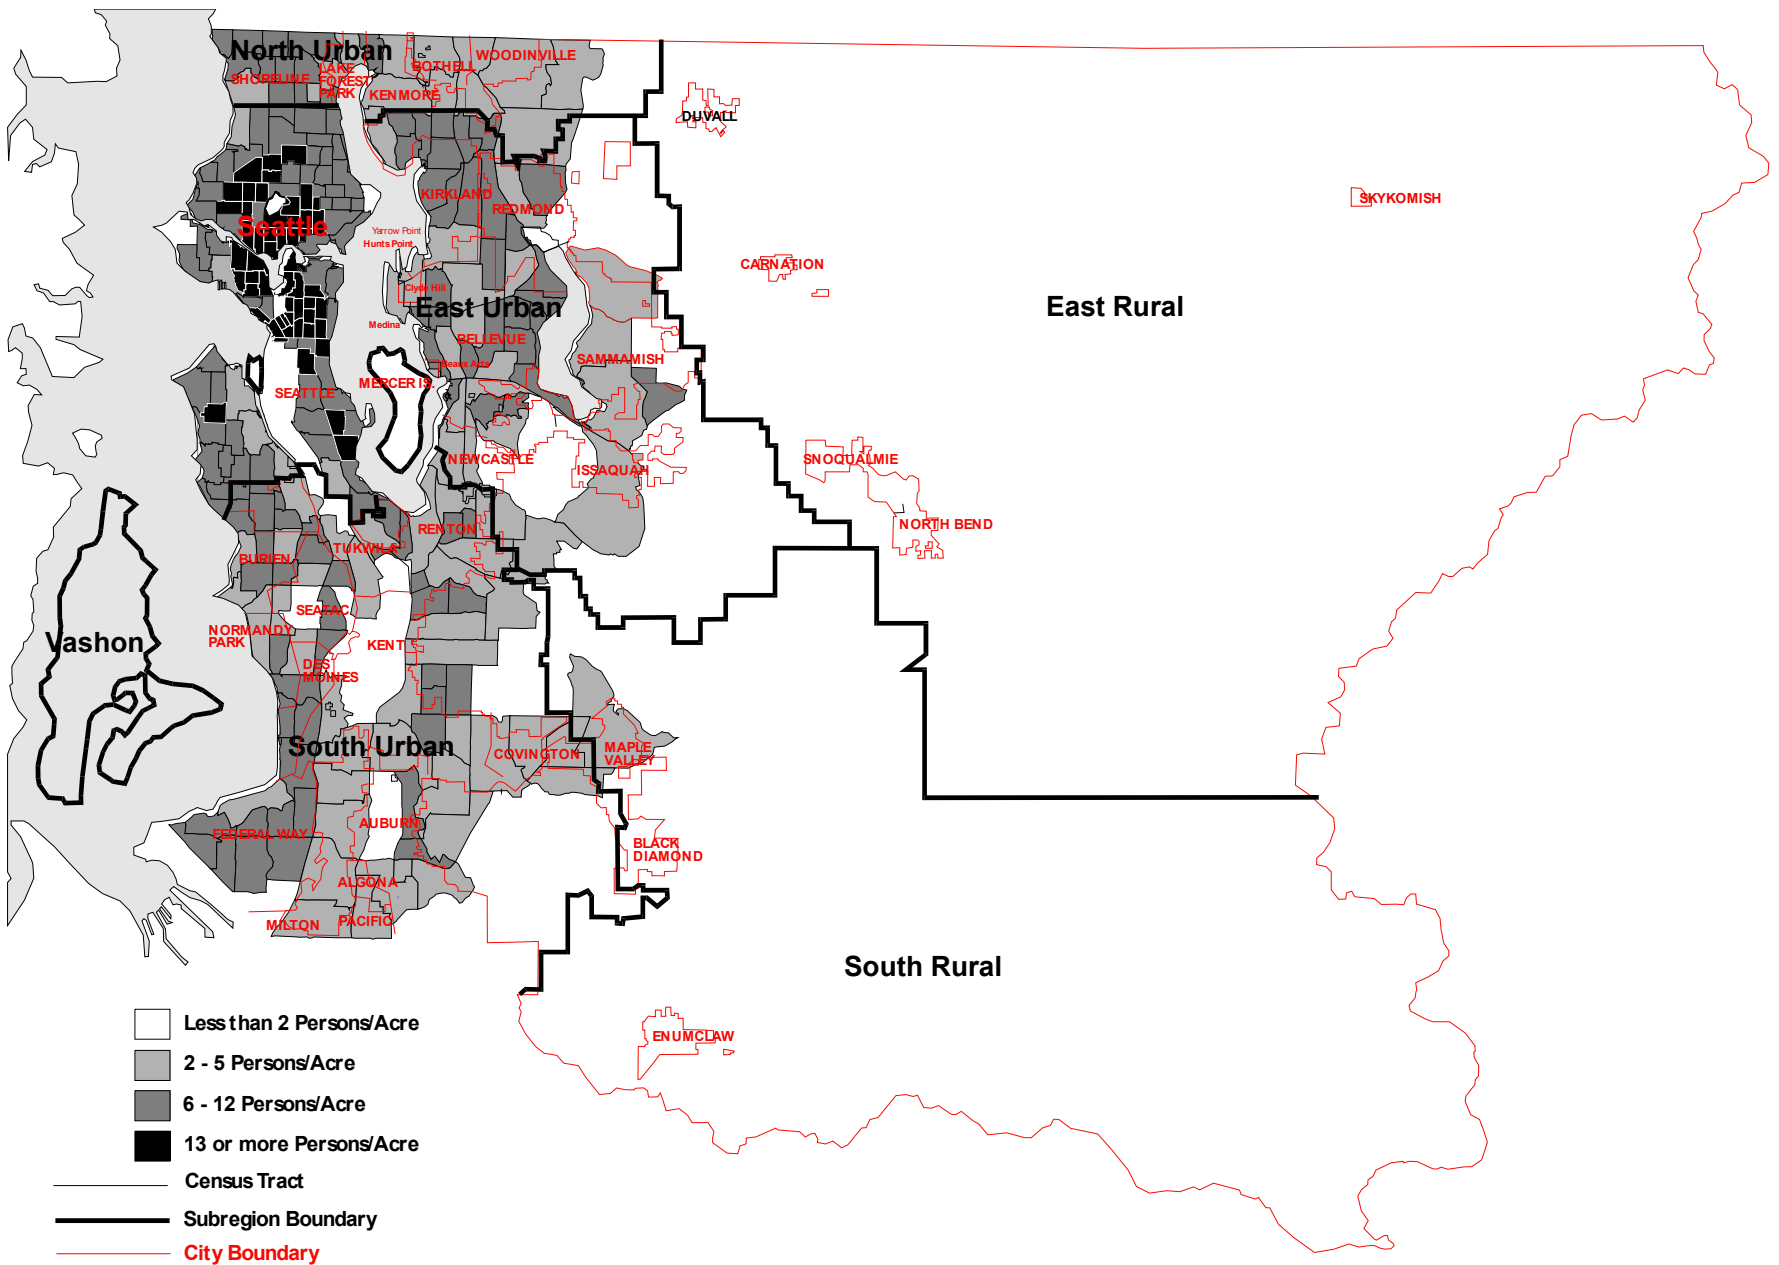 North Urban
WOODINVILLE
BOTHELL
LAKE
FOREST
PARK
SHORELINE
KENMORE
DUVALL
KIRKLAND
SKYKOMISH
REDMOND
Seattle
Yarrow Point
Hunts Point
CARNATION
Clyde Hill
East Urban
East Rural
Medina
BELLEVUE
SAMMAMISH
Beaux Arts
MERCER IS.
SEATTLE
NEWCASTLE
ISSAQUAH
SNOQUALMIE
NORTH BEND
RENTON
TUKWILA
BURIEN
SEATAC
NORMANDY
PARK
Vashon
KENT
DES
MOINES
South Urban
COVINGTON
MAPLE
VALLEY
AUBURN
FEDERAL WAY
BLACK
DIAMOND
ALGONA
MILTON
PACIFIC
South Rural
ENUMCLAW
Less than 2 Persons/Acre
2 - 5 Persons/Acre
6 - 12 Persons/Acre
13 or more Persons/Acre
Census Tract
Subregion Boundary
City Boundary